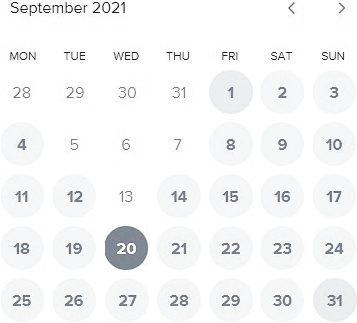 September 2021
MON TUE WED THU FRI SAT SUN
28 29 30 31 1 2 3
4 5 6 7 8 9 10
11 12 13 14 15 16 17
18 19 20 21 22 23 24
25 26 27 28 29 30 31